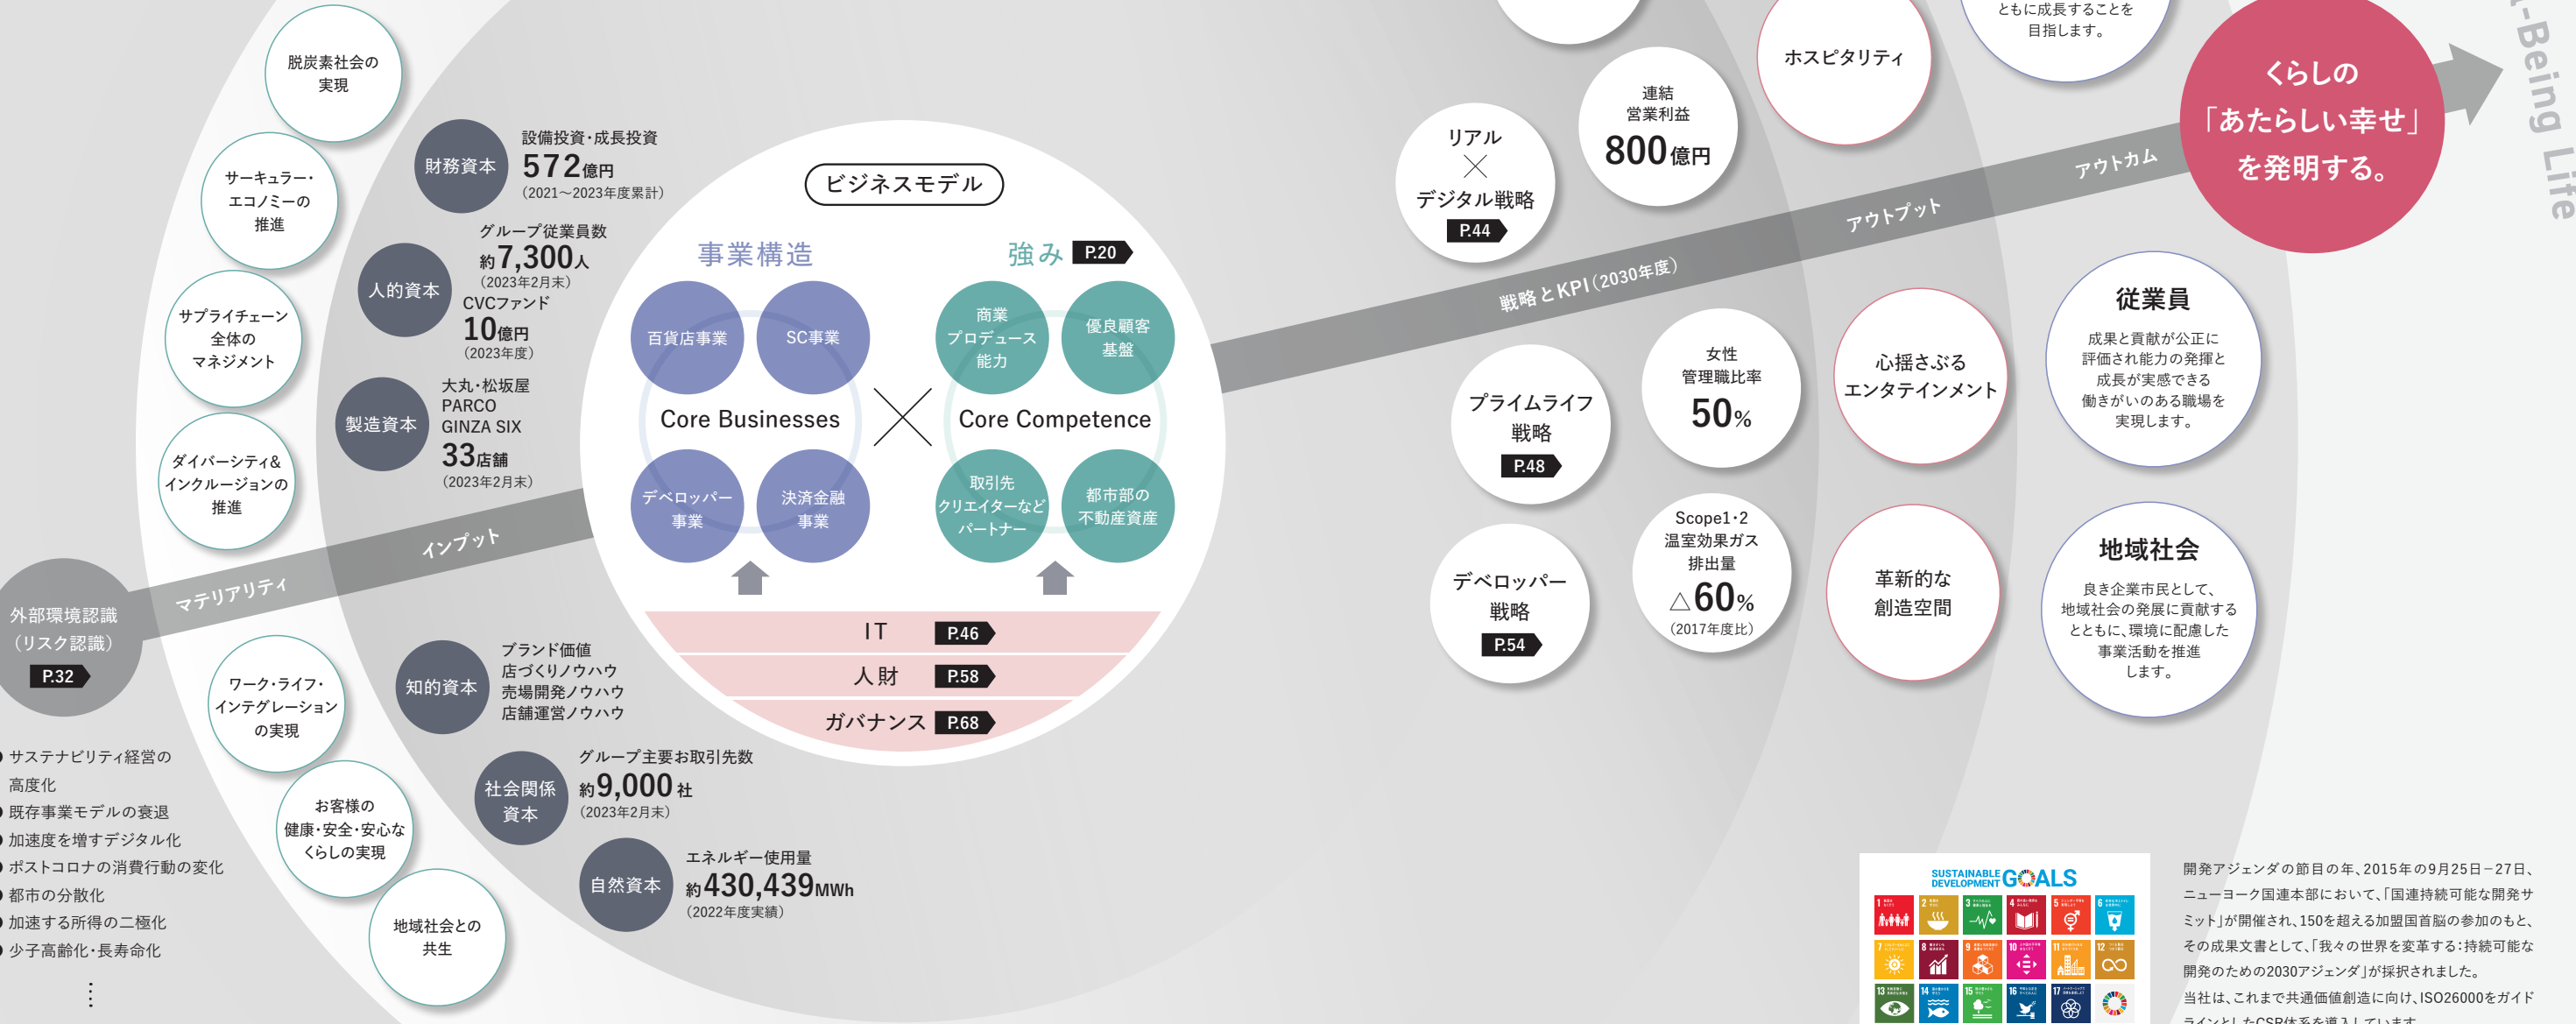 脱炭素社会の
実現
サーキュラー・
エコノミーの
推進
サプライチェーン
全体の
マネジメント
ダイバーシティ&
インクルージョンの
推進
マテリアリティ
外部環境認識
（リスク認識）
P.32
ワーク・ライフ・
インテグレーション
の実現
お客様の
健康・安全・安心な
くらしの実現
地域社会との
共生
サステナビリティ経営の
高度化
既存事業モデルの衰退
加速度を増すデジタル化
ポストコロナの消費行動の変化
都市の分散化
加速する所得の二極化
少子高齢化・長寿命化
財務資本
設備投資・成長投資
572億円
（2021～2023年度累計）
人的資本
グループ従業員数
約7,300人
（2023年2月末）
CVCファンド
10億円
（2023年度）
製造資本
大丸・松坂屋
PARCO
GINZA SIX
33店舗
（2023年2月末）
インプット
知的資本
ブランド価値
店づくりノウハウ
売場開発ノウハウ
店舗運営ノウハウ
社会関係
資本
グループ主要お取引先数
約9,000社
（2023年2月末）
自然資本
エネルギー使用量
約430,439MWh
（2022年度実績）
ビジネスモデル
事業構造
百貨店事業
SC事業
Core Businesses
デベロッパー
事業
決済金融
事業
強み P.20
商業
プロデュース
能力
優良顧客
基盤
Core Competence
取引先
クリエイターなど
パートナー
都市部の
不動産資産
IT P.46
人財 P.58
ガバナンス P.68
リアル
×
デジタル戦略
P.44
戦略とKPI（2030年度）
プライムライフ
戦略
P.48
デベロッパー
戦略
P.54
連結
営業利益
800億円
女性
管理職比率
50%
Scope1・2
温室効果ガス
排出量
△60%
（2017年度比）
ホスピタリティ
アウトプット
心揺さぶる
エンタテインメント
革新的な
創造空間
ともに成長することを
目指します。
アウトカム
従業員
成果と貢献が公正に
評価され能力の発揮と
成長が実感できる
働きがいのある職場を
実現します。
地域社会
良き企業市民として、
地域社会の発展に貢献する
とともに、環境に配慮した
事業活動を推進
します。
くらしの
「あたらしい幸せ」
を発明する。
-Being Life
SUSTAINABLE
DEVELOPMENT GOALS
1 2 3 4 5 6
7 8 9 10 11 12
13 14 15 16 17
開発アジェンダの節目の年、2015年の9月25日−27日、
ニューヨーク国連本部において、「国連持続可能な開発サ
ミット」が開催され、150を超える加盟国首脳の参加のもと、
その成果文書として、「我々の世界を変革する：持続可能な
開発のための2030アジェンダ」が採択されました。
当社は、これまで共通価値創造に向け、ISO26000をガイド
ラインとしたCSR体系を導入しています。